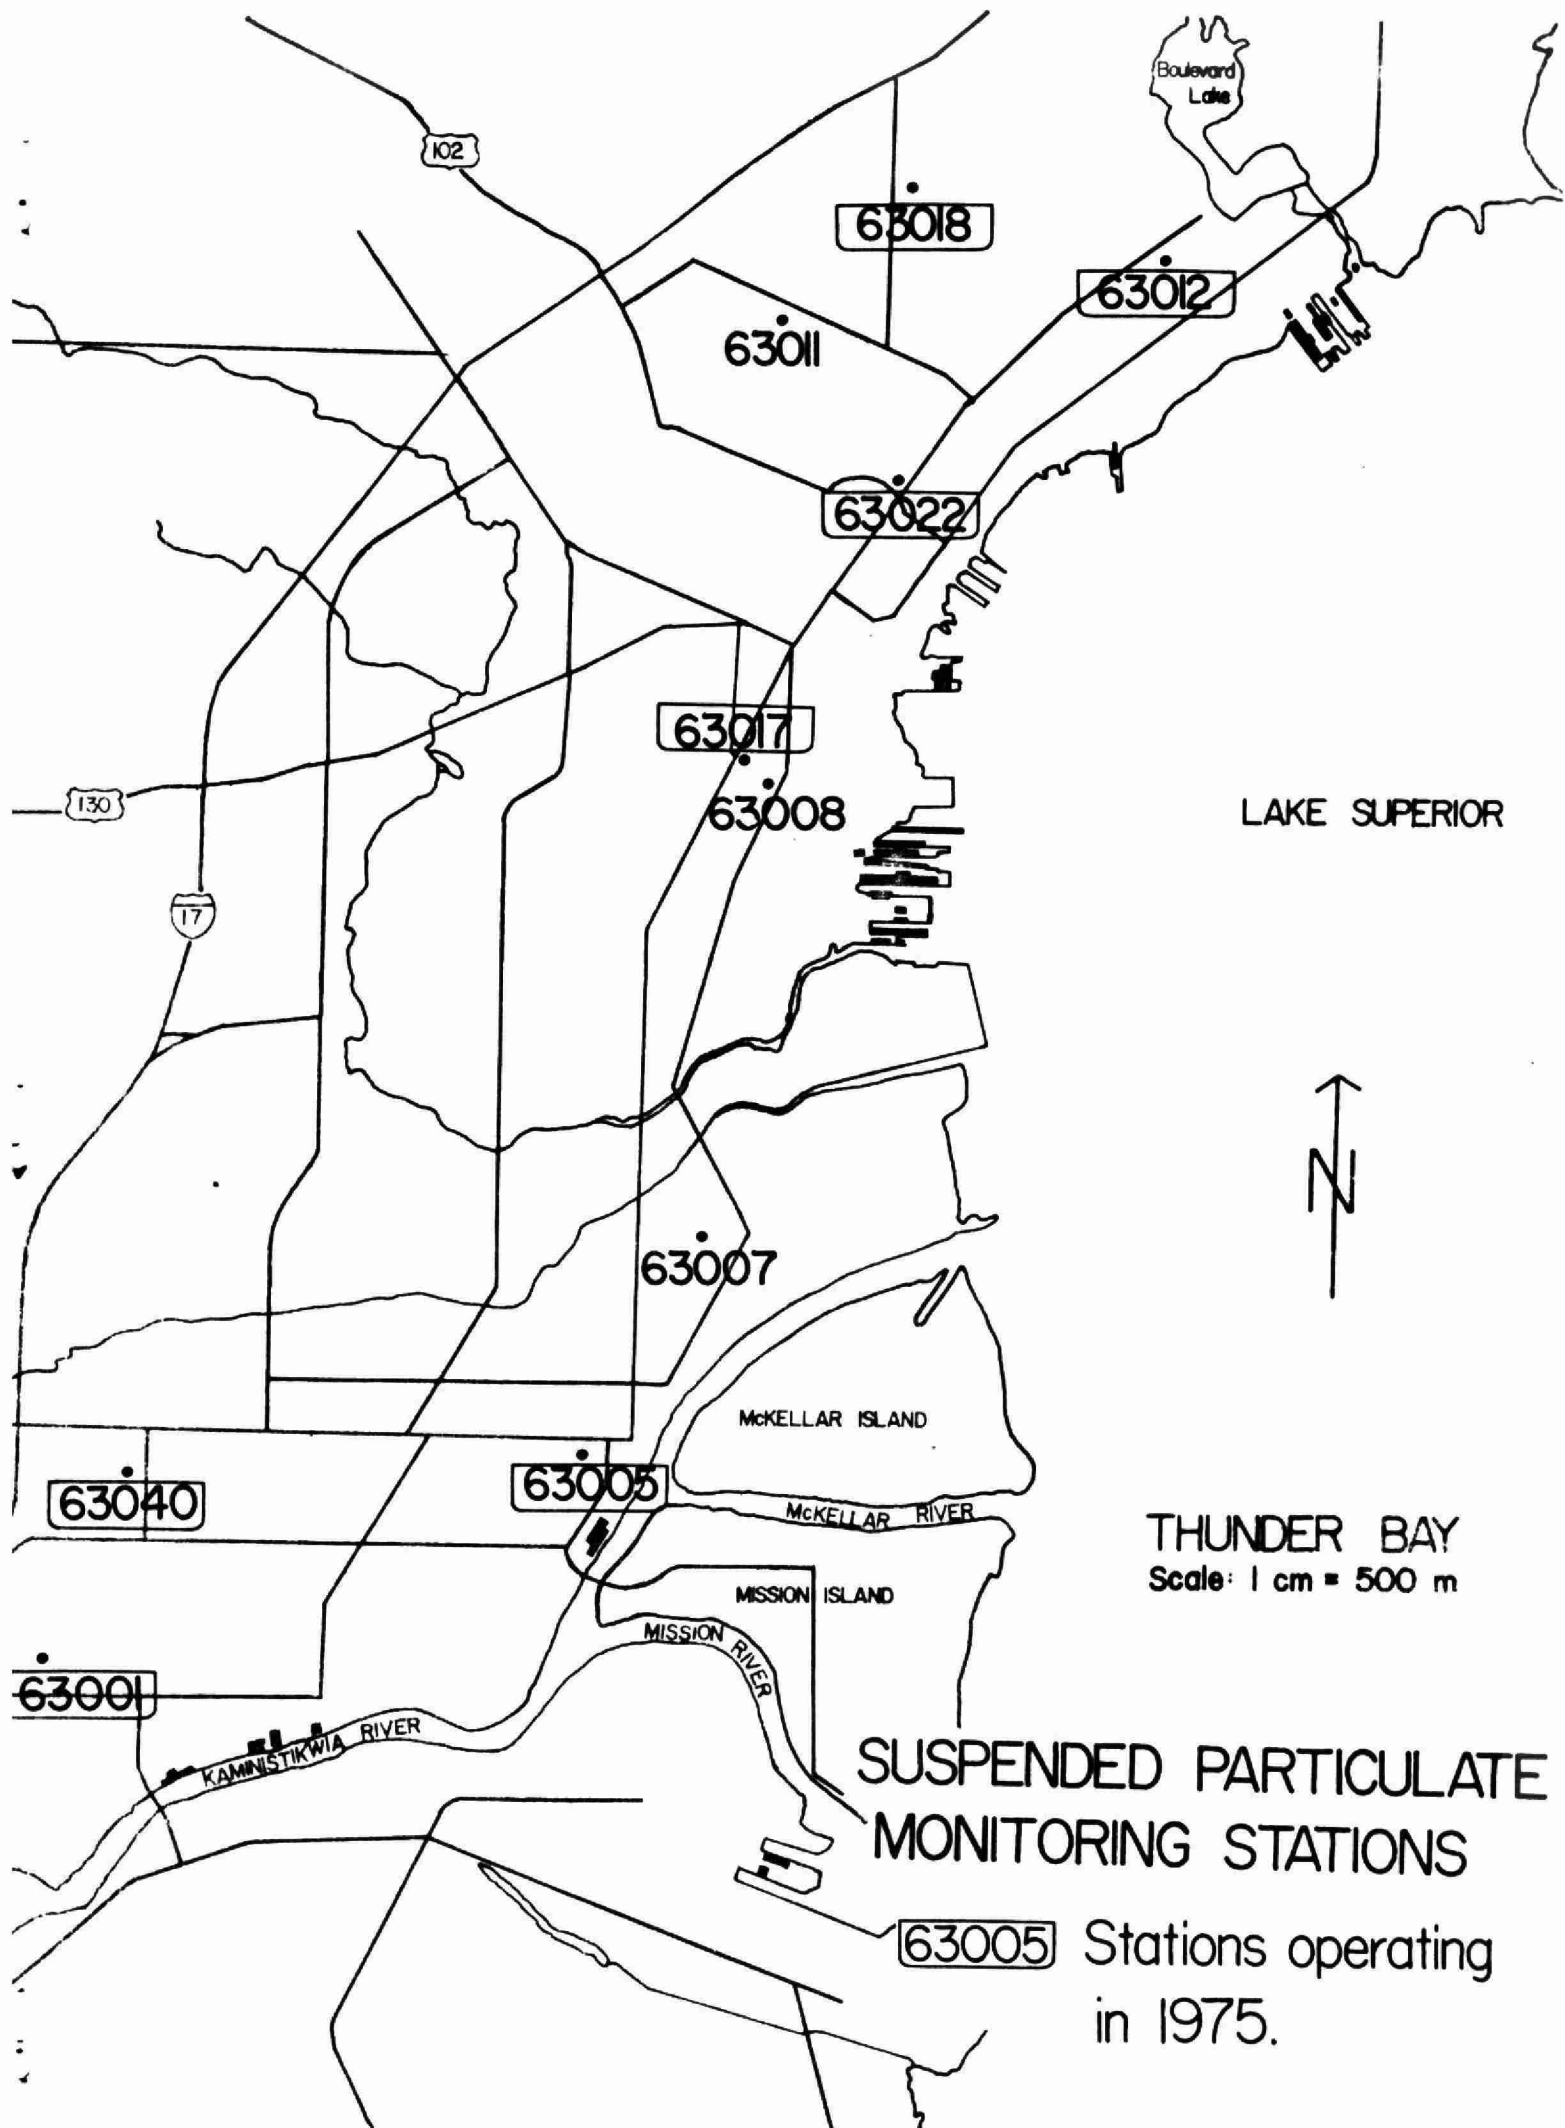 Boulevard
Lake
102
63018
63012
63011
63022
63017
130
63008
LAKE SUPERIOR
17
N
63007
McKELLAR ISLAND
63005
63040
McKELLAR RIVER
THUNDER BAY
Scale: 1 cm = 500 m
MISSION ISLAND
MISSION RIVER
63001
KAMINISTIKWIA RIVER
SUSPENDED PARTICULATE
MONITORING STATIONS
63005 Stations operating
in 1975.